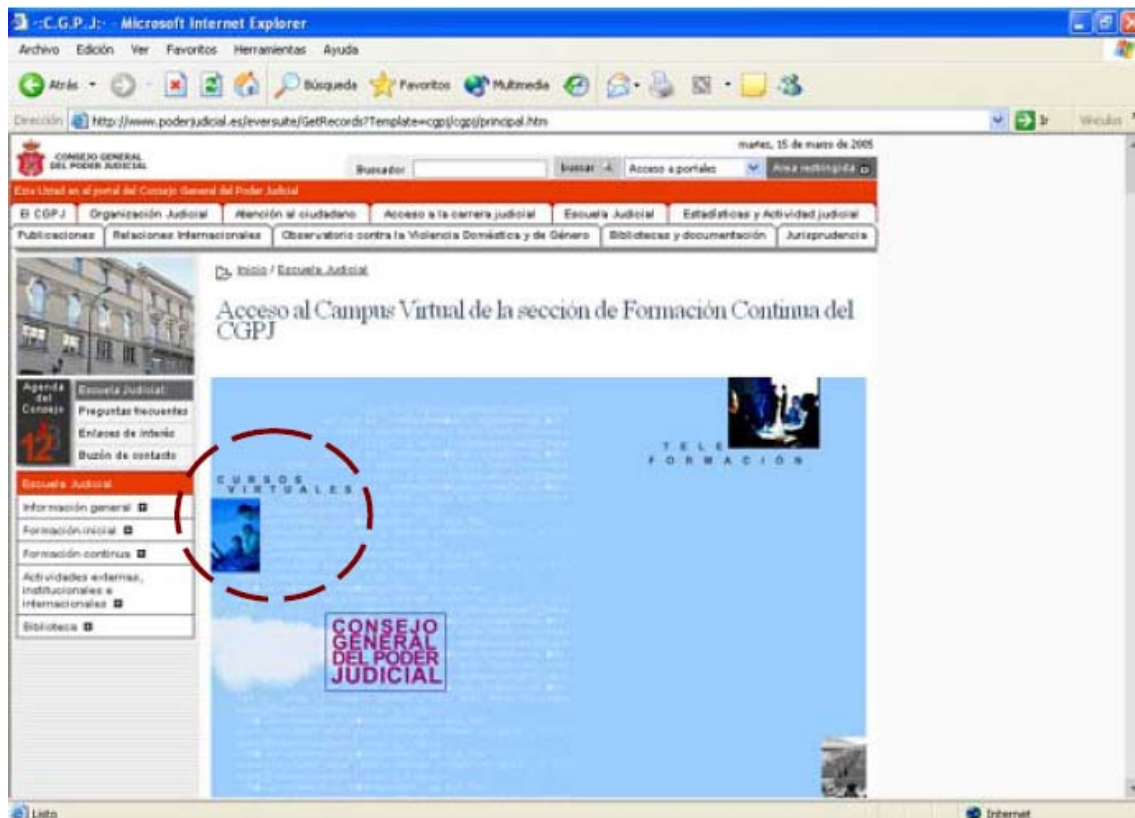 -:C.G.P.J:- - Microsoft Internet Explorer
Archivo Edición Ver Favoritos Herramientas Ayuda
Atrás Búsqueda Favoritos Multimedia
Dirección http://www.poderjudicial.es/eversuite/GetRecords?Template=cgpj/cgpj/principal.htm Ir Vínculos
martes, 15 de marzo de 2005
CONSEJO GENERAL
DEL PODER JUDICIAL
Buscador buscar Acceso a portales Área restringida
Esta Usted en el portal del Consejo General del Poder Judicial
El CGPJ Organización Judicial Atención al ciudadano Acceso a la carrera judicial Escuela Judicial Estadísticas y Actividad judicial
Publicaciones Relaciones Internacionales Observatorio contra la Violencia Doméstica y de Género Bibliotecas y documentación Jurisprudencia
Inicio / Escuela Judicial
Acceso al Campus Virtual de la sección de Formación Continua del
CGPJ
Agenda
del
Consejo
12
Escuela Judicial
Preguntas frecuentes
Enlaces de interés
Buzón de contacto
Escuela Judicial
Información general
Formación inicial
Formación continua
Actividades externas,
institucionales e
internacionales
Biblioteca
TELE
FORMACIÓN
CURSOS
VIRTUALES
CONSEJO
GENERAL
DEL PODER
JUDICIAL
Listo Internet